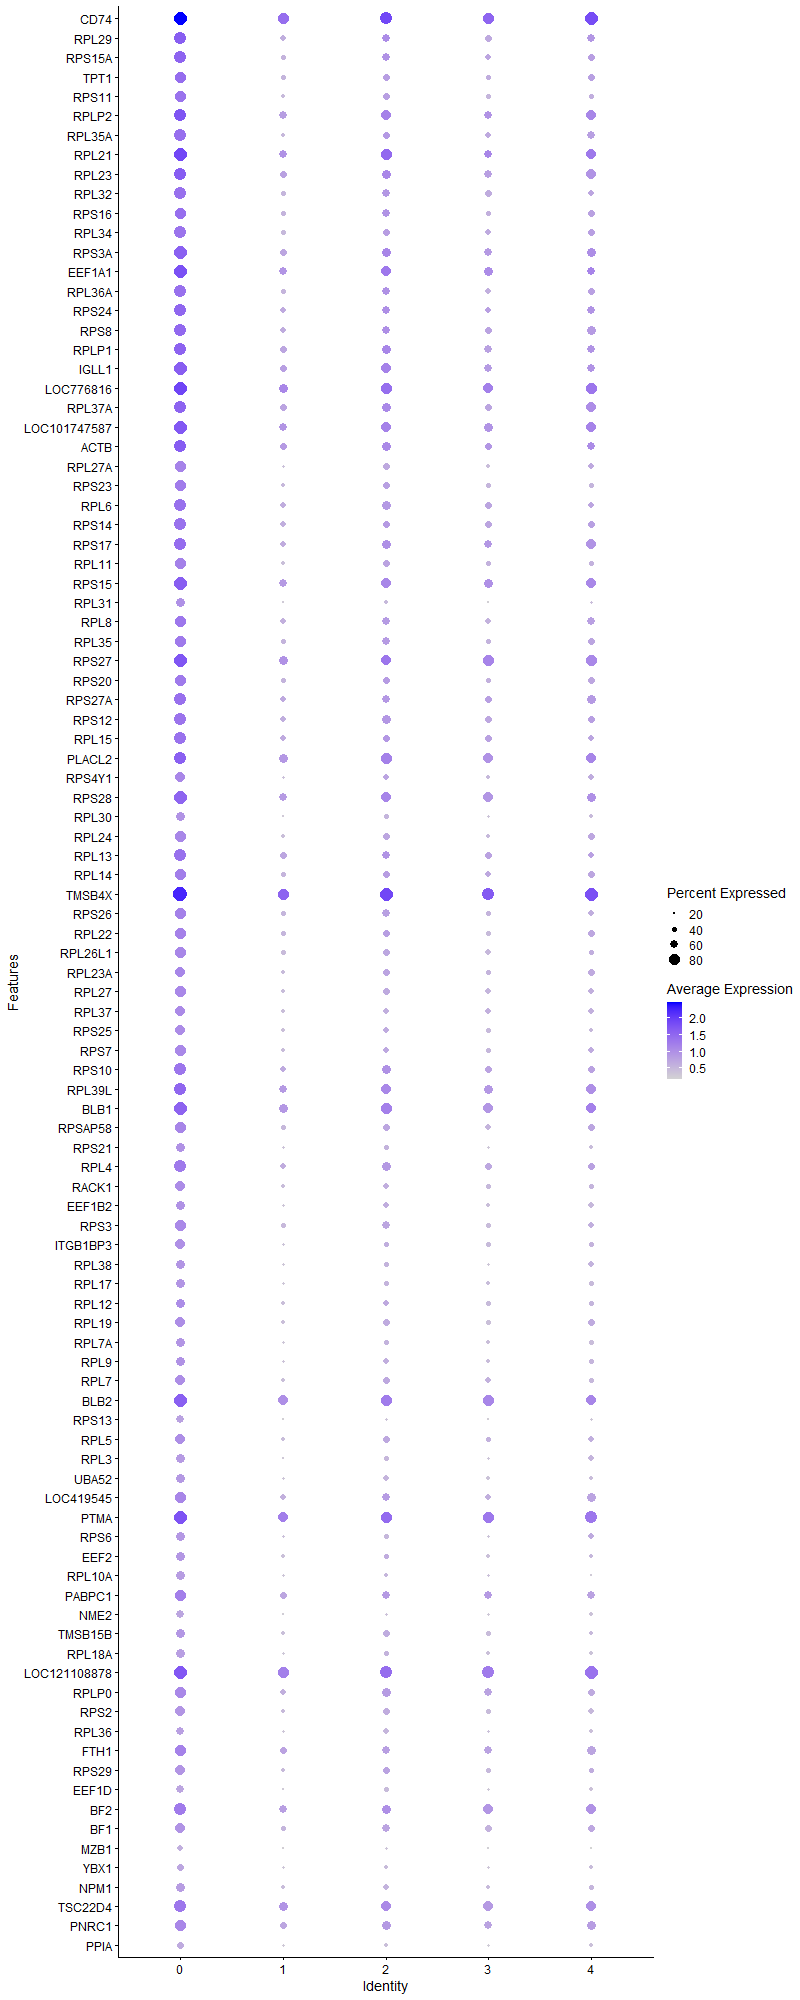 CD74
RPL29
RPS15A
TPT1
RPS11
RPLP2
RPL35A
RPL21
RPL23
RPL32
RPS16
RPL34
RPS3A
EEF1A1
RPL36A
RPS24
RPS8
RPLP1
IGLL1
LOC776816
RPL37A
LOC101747587
ACTB
RPL27A
RPS23
RPL6
RPS14
RPS17
RPL11
RPS15
RPL31
RPL8
RPL35
RPS27
RPS20
RPS27A
RPS12
RPL15
PLACL2
RPS4Y1
RPS28
RPL30
RPL24
RPL13
RPL14
TMSB4X
RPS26
RPL22
RPL26L1
RPL23A
RPL27
RPL37
RPS25
RPS7
RPS10
RPL39L
BLB1
RPSAP58
RPS21
RPL4
RACK1
EEF1B2
RPS3
ITGB1BP3
RPL38
RPL17
RPL12
RPL19
RPL7A
RPL9
RPL7
BLB2
RPS13
RPL5
RPL3
UBA52
LOC419545
PTMA
RPS6
EEF2
RPL10A
PABPC1
NME2
TMSB15B
RPL18A
LOC121108878
RPLP0
RPS2
RPL36
FTH1
RPS29
EEF1D
BF2
BF1
MZB1
YBX1
NPM1
TSC22D4
PNRC1
PPIA
Features
0 1 2 3 4
Identity
Percent Expressed
20
40
60
80
Average Expression
2.0
1.5
1.0
0.5